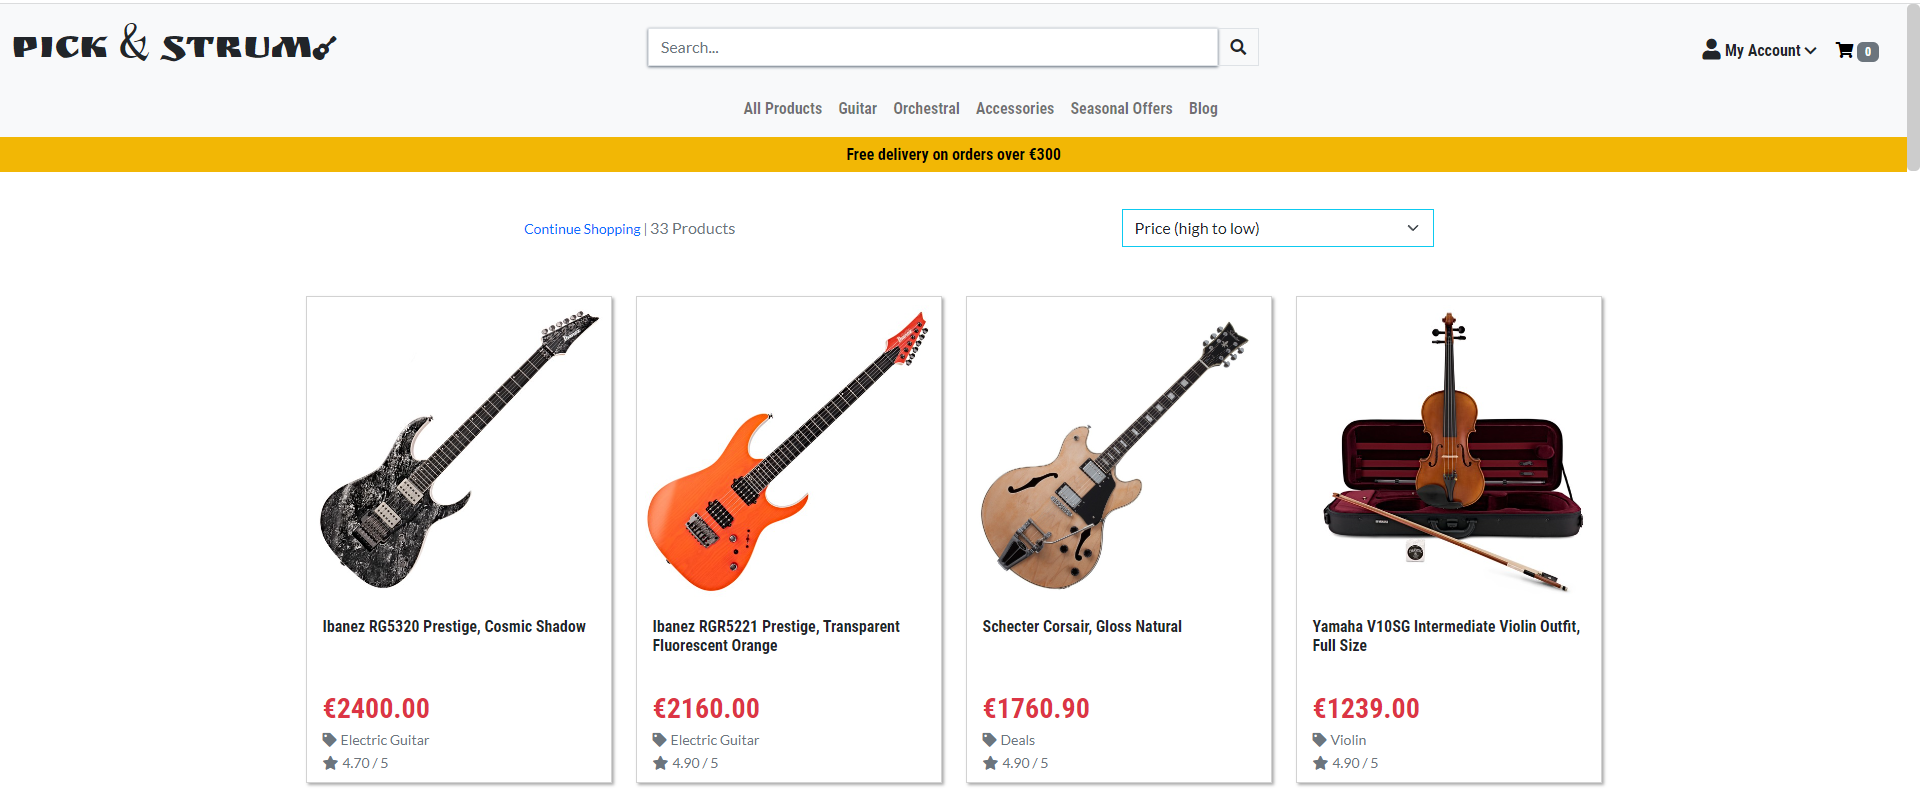 PICK & STRUM
Search...
My Account
0
All Products Guitar Orchestral Accessories Seasonal Offers Blog
Free delivery on orders over €300
Continue Shopping | 33 Products
Price (high to low)
Ibanez RG5320 Prestige, Cosmic Shadow
€2400.00
Electric Guitar
4.70 / 5
Ibanez RGR5221 Prestige, Transparent
Fluorescent Orange
€2160.00
Electric Guitar
4.90 / 5
Schecter Corsair, Gloss Natural
€1760.90
Deals
4.90 / 5
Yamaha V10SG Intermediate Violin Outfit,
Full Size
€1239.00
Violin
4.90 / 5